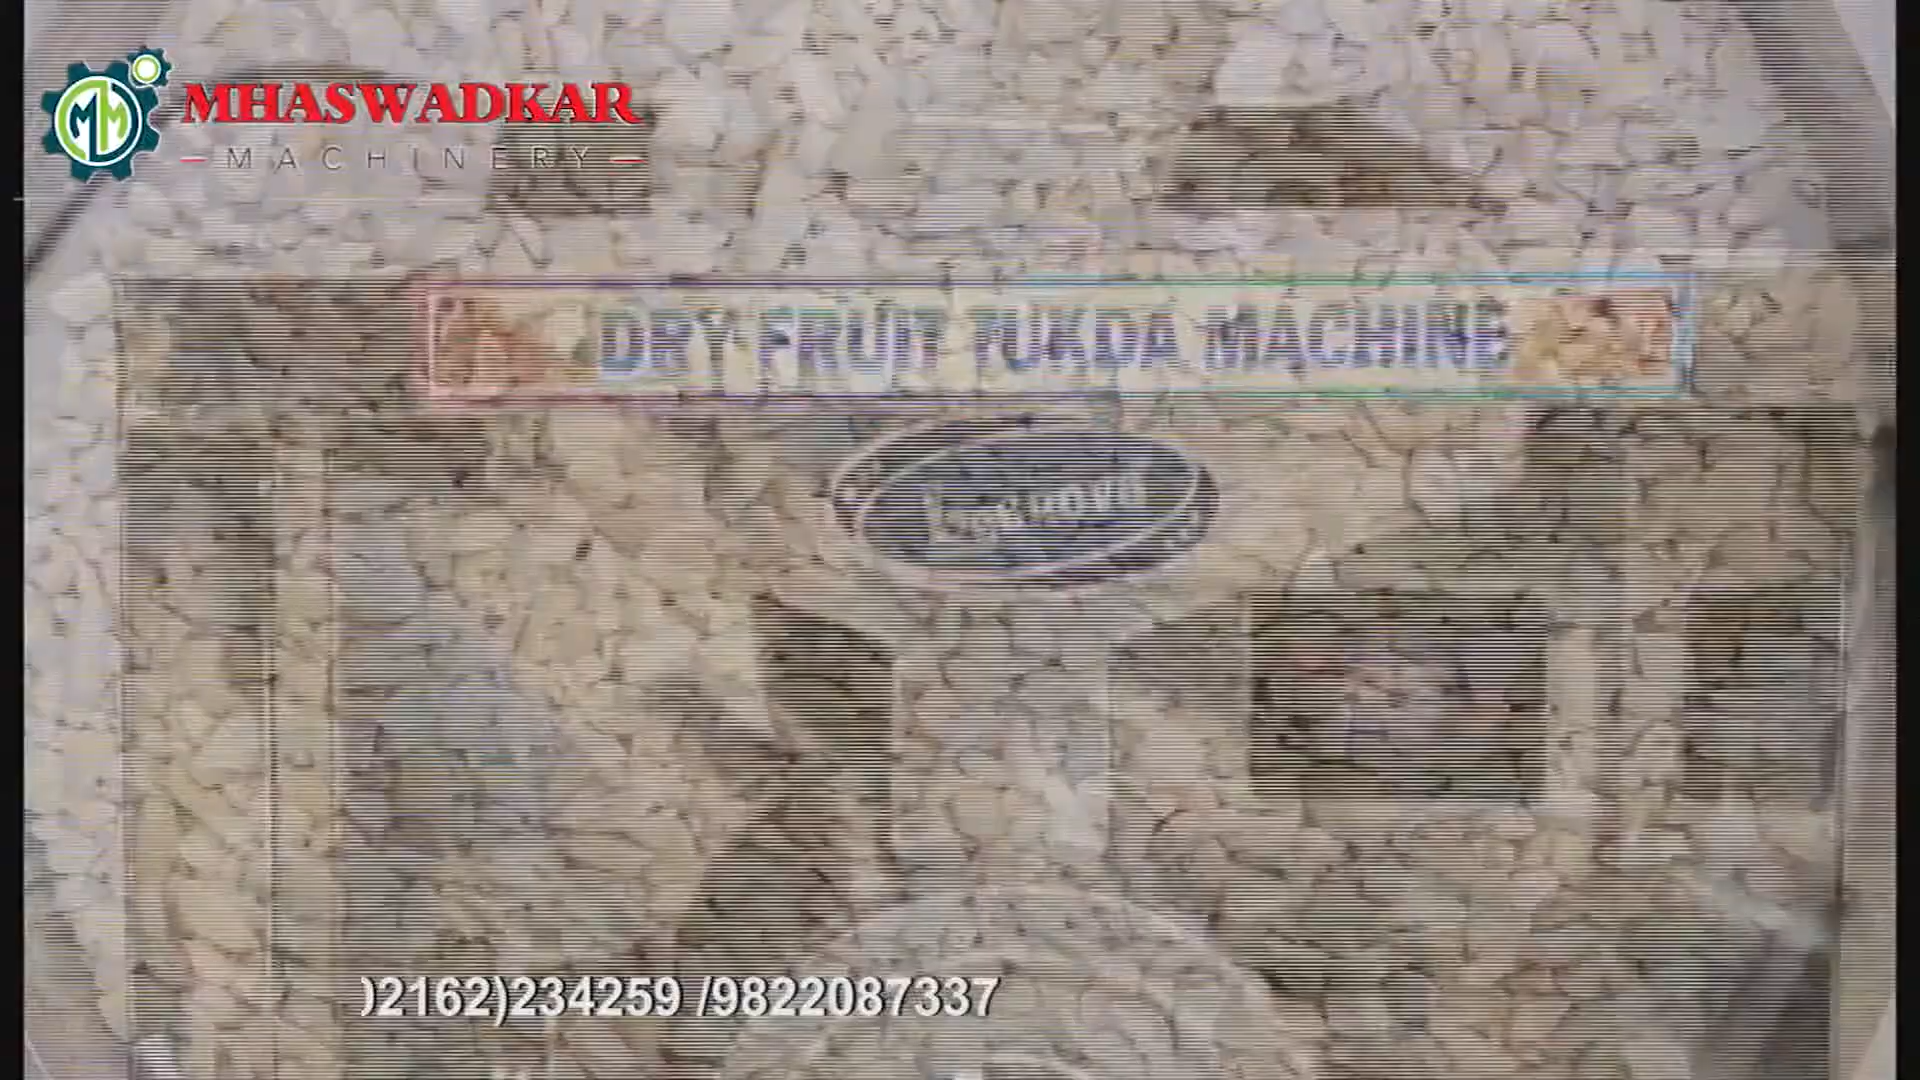 MHASWADKAR
MACHINERY
DRY FRUIT TUKDA MACHINE
)2162)234259 /9822087337